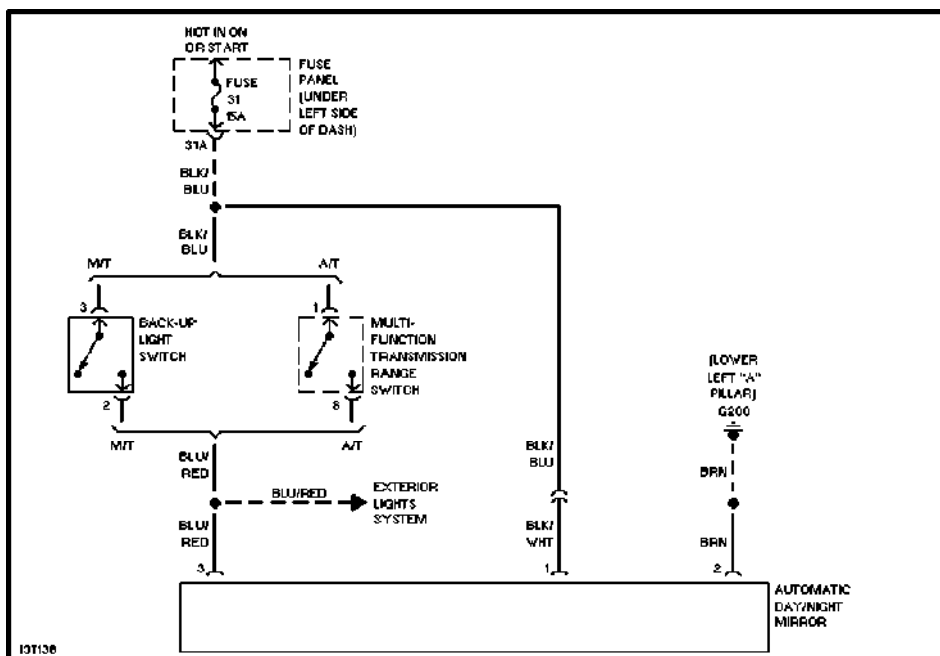 HOT IN ON
OR START
FUSE
31
15A
FUSE
PANEL
(UNDER
LEFT SIDE
OF DASH)
31A
BLK/
BLU
BLK/
BLU
M/T
A/T
3
BACK-UP
LIGHT
SWITCH
2
1
MULTI-
FUNCTION
TRANSMISSION
RANGE
SWITCH
8
M/T
A/T
(LOWER
LEFT "A"
PILLAR)
G200
BLU/
RED
BLU/RED
EXTERIOR
LIGHTS
SYSTEM
BLU/
RED
BLK/
BLU
BLK/
WHT
BRN
BRN
3
1
2
AUTOMATIC
DAY/NIGHT
MIRROR
137138